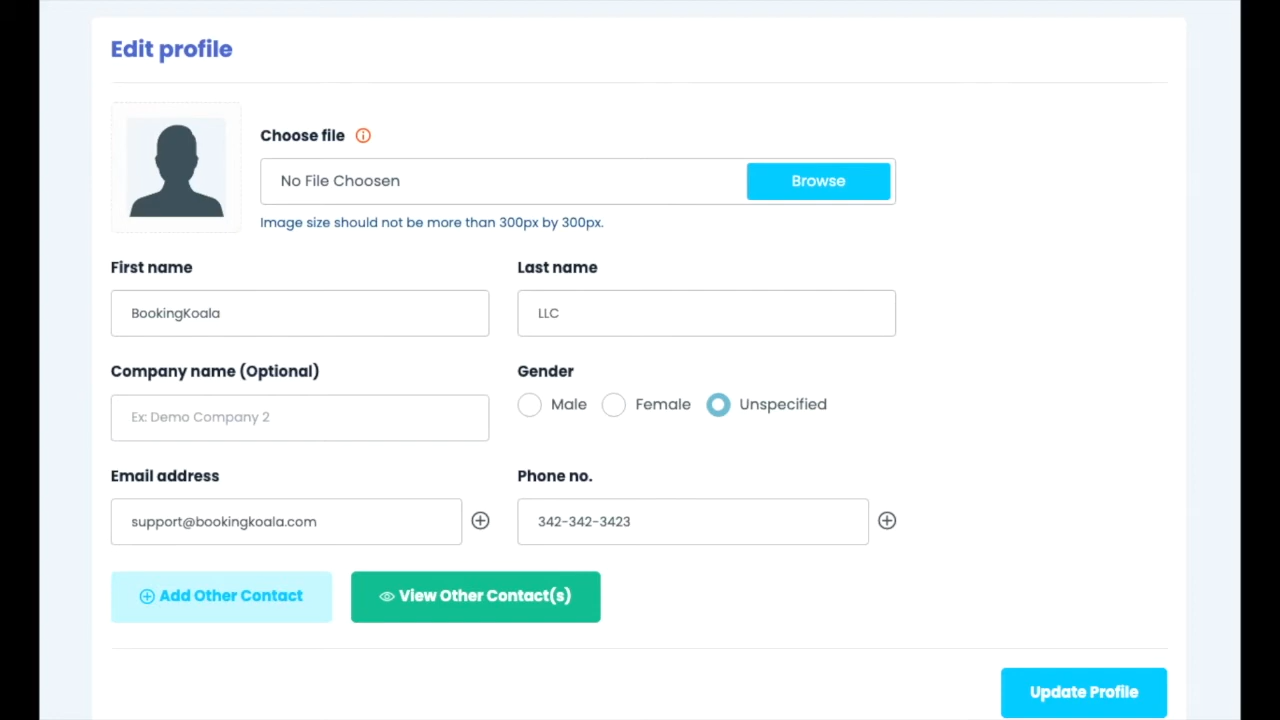 Edit profile
Choose file
No File Choosen
Browse
Image size should not be more than 300px by 300px.
First name
Last name
BookingKoala
LLC
Company name (Optional)
Gender
Ex: Demo Company 2
Male
Female
Unspecified
Email address
Phone no.
support@bookingkoala.com
342-342-3423
Add Other Contact
View Other Contact(s)
Update Profile